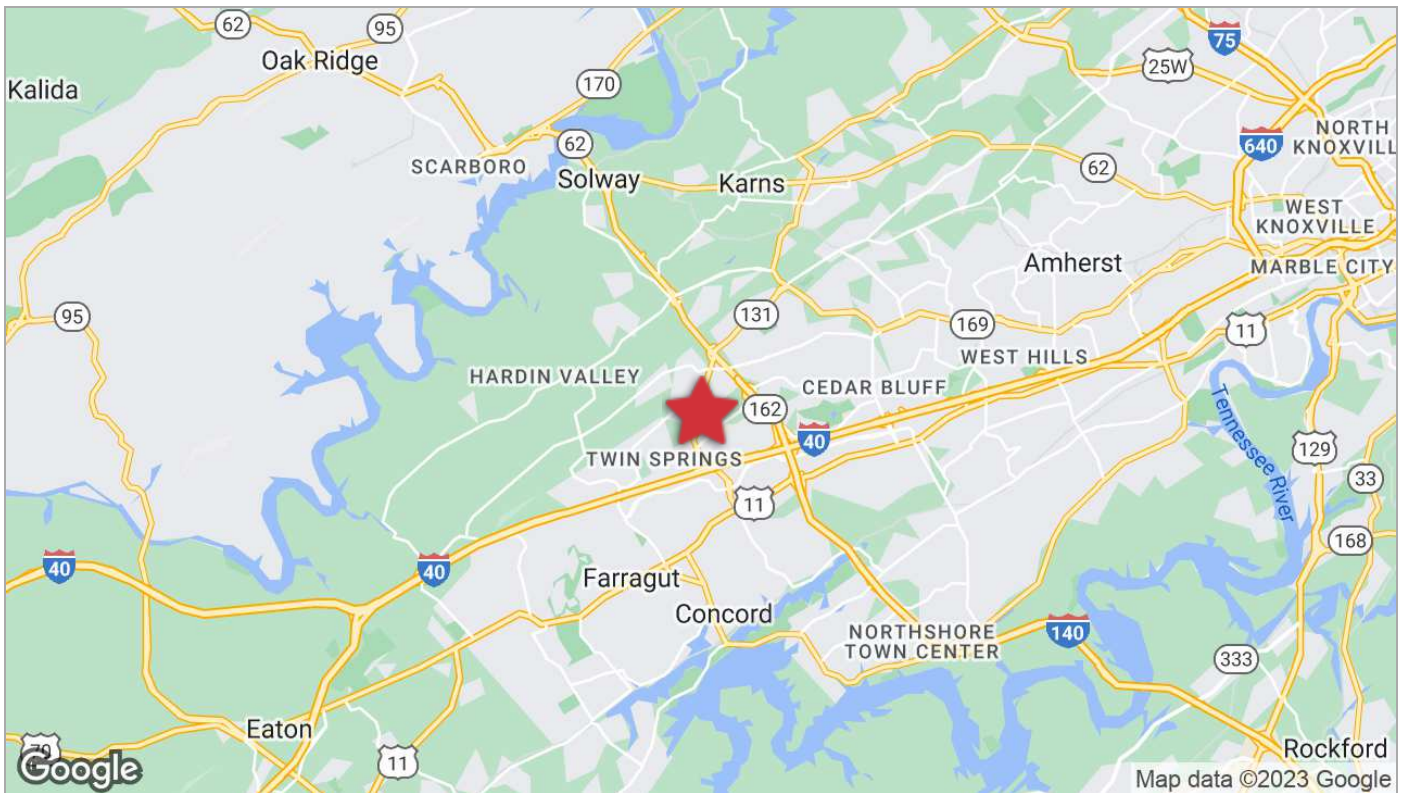 62
95
Oak Ridge
75
25W
Kalida
170
NORTH
KNOXVILL
640
62
SCARBORO
62
Solway
Karns
WEST
KNOXVILLE
Amherst
MARBLE CITY
95
131
169
11
WEST HILLS
HARDIN VALLEY
CEDAR BLUFF
162
40
TWIN SPRINGS
Tennessee River
129
33
11
168
40
40
Farragut
Concord
NORTHSHORE
TOWN CENTER
140
333
Eaton
70
11
Rockford
Google
Map data ©2023 Google